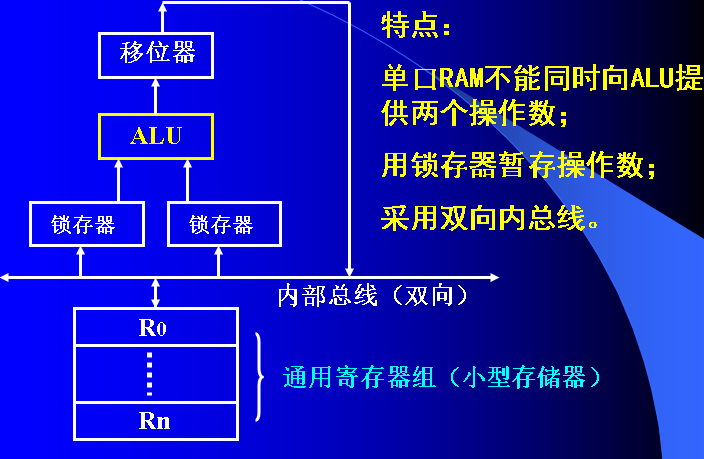 移位器
ALU
锁存器
锁存器
内部总线（双向）
R0
Rn
通用寄存器组（小型存储器）
特点：
单口RAM不能同时向ALU提
供两个操作数；
用锁存器暂存操作数；
采用双向内总线。